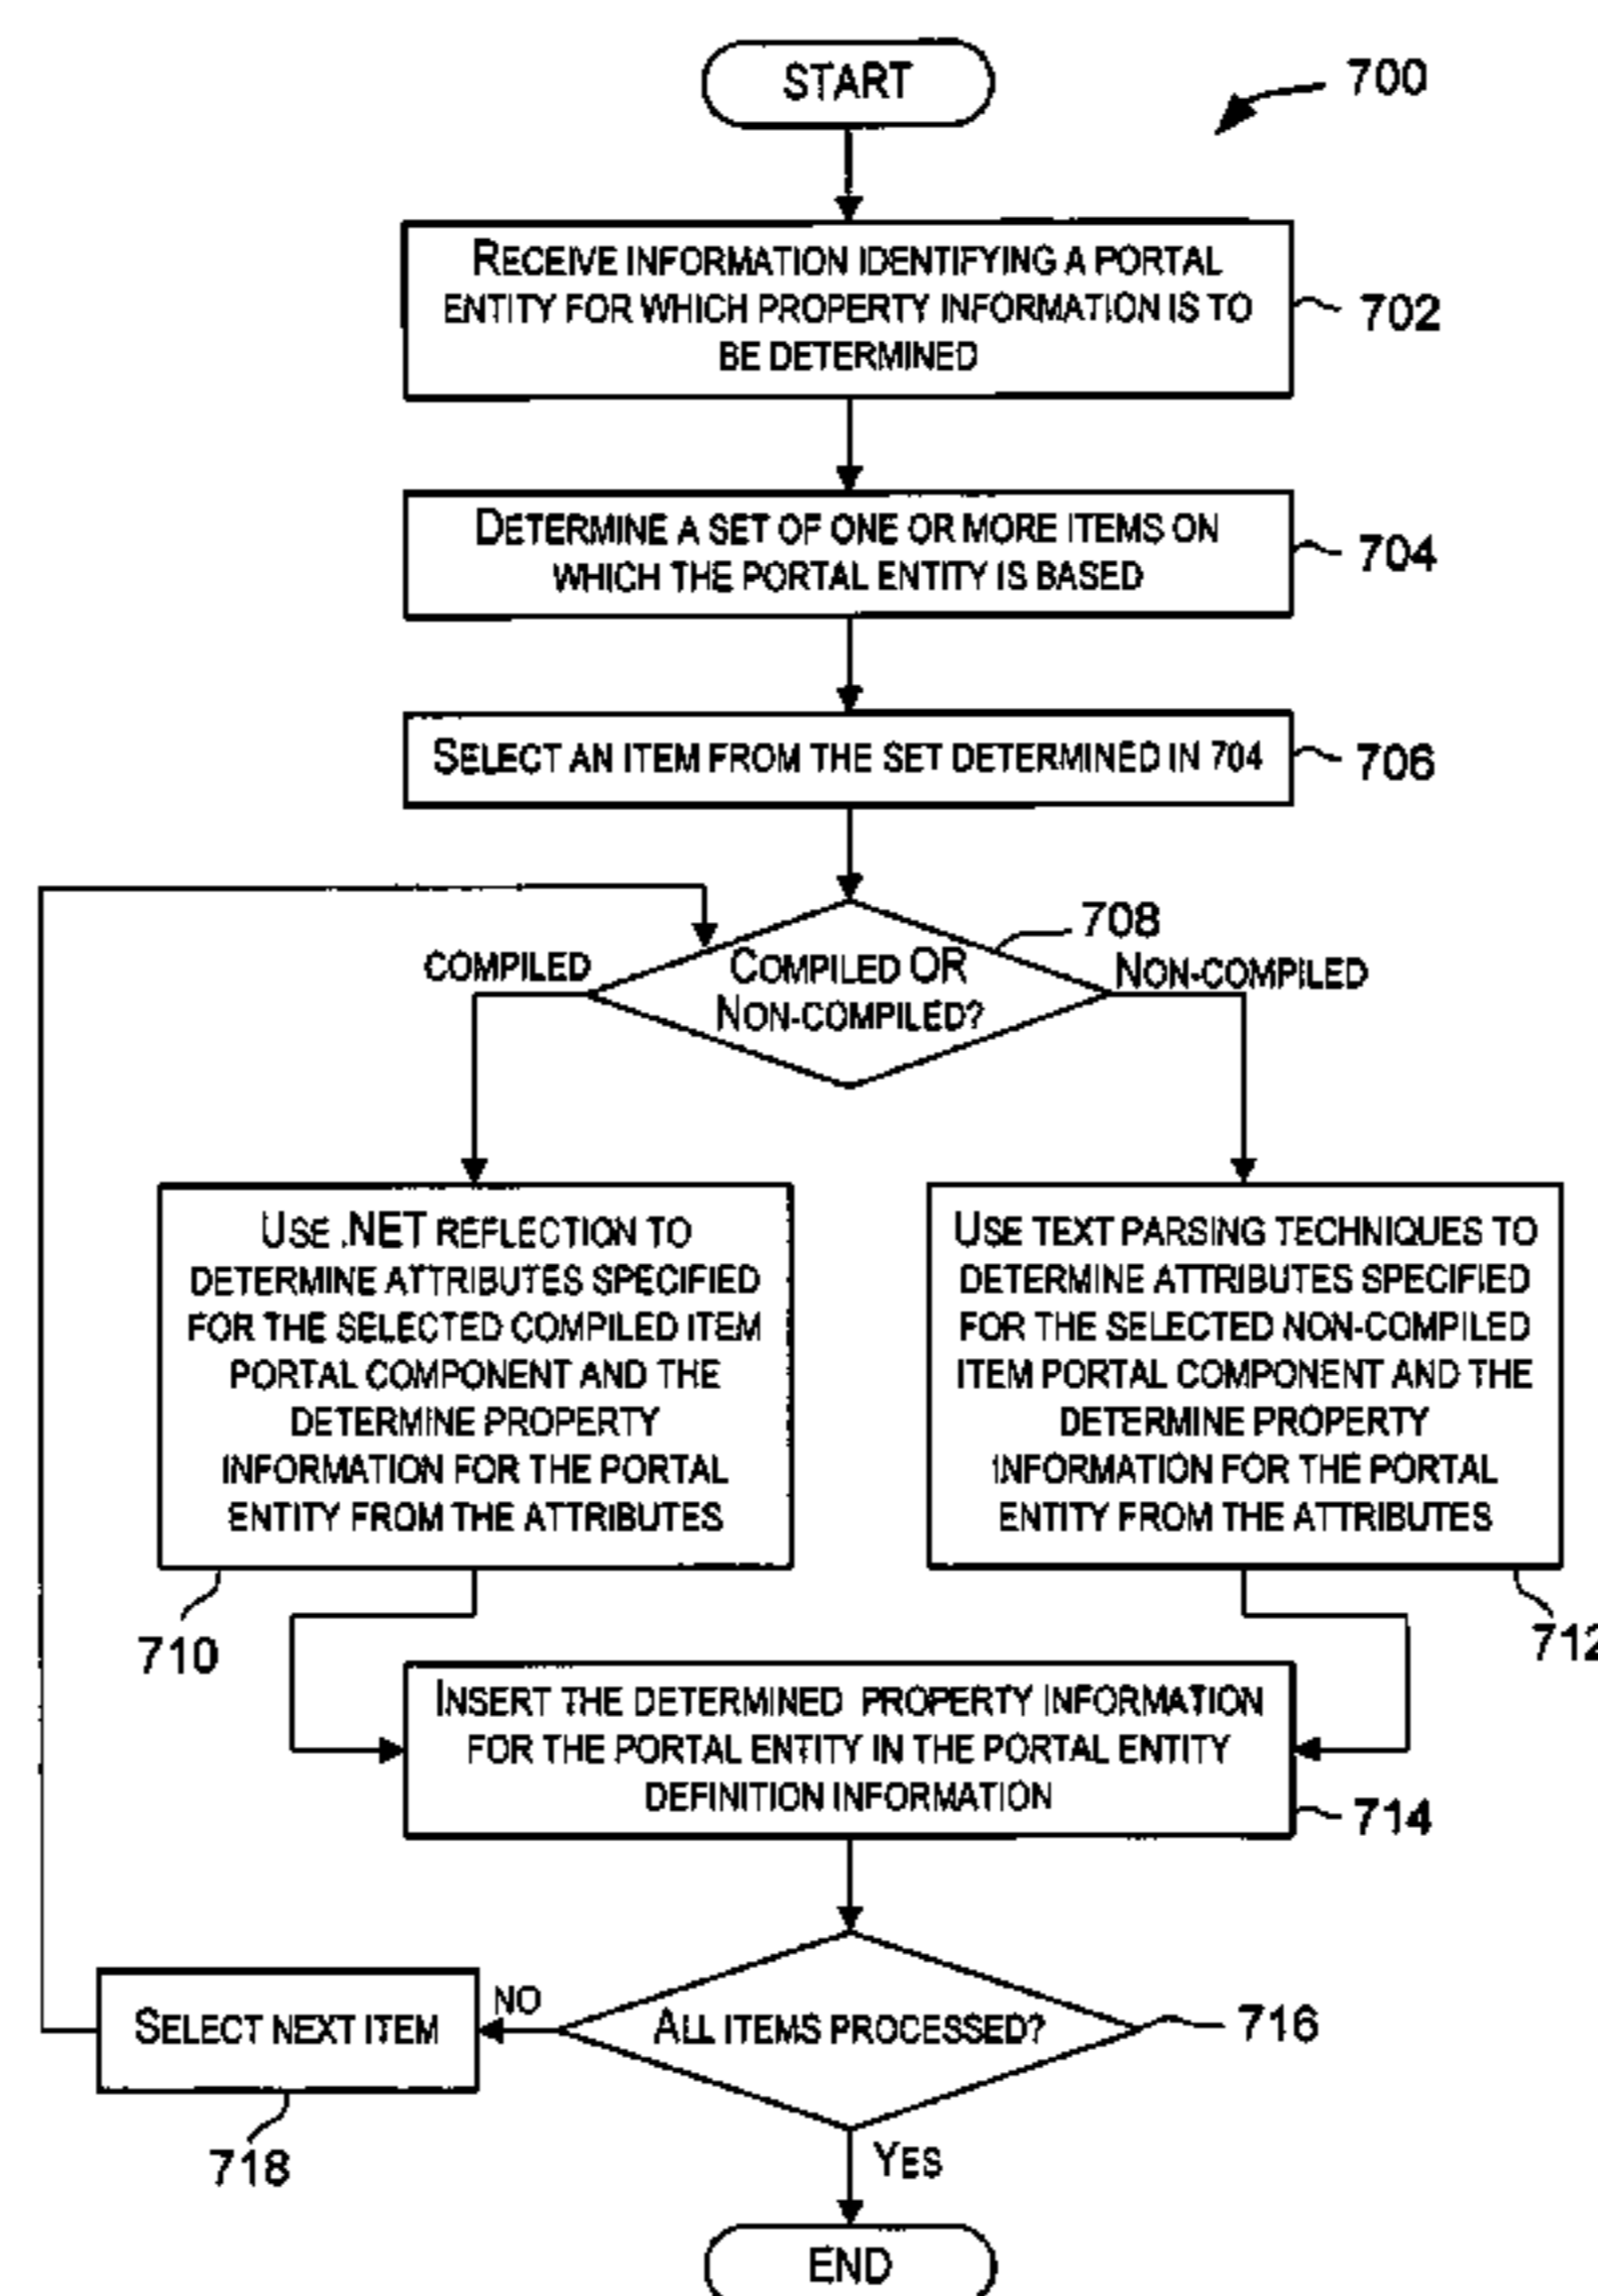 START
700
RECEIVE INFORMATION IDENTIFYING A PORTAL
ENTITY FOR WHICH PROPERTY INFORMATION IS TO
BE DETERMINED
702
DETERMINE A SET OF ONE OR MORE ITEMS ON
WHICH THE PORTAL ENTITY IS BASED
704
SELECT AN ITEM FROM THE SET DETERMINED IN 704
706
708
COMPILED
COMPILED OR
NON-COMPILED?
NON-COMPILED
USE .NET REFLECTION TO
DETERMINE ATTRIBUTES SPECIFIED
FOR THE SELECTED COMPILED ITEM
PORTAL COMPONENT AND THE
DETERMINE PROPERTY
INFORMATION FOR THE PORTAL
ENTITY FROM THE ATTRIBUTES
710
USE TEXT PARSING TECHNIQUES TO
DETERMINE ATTRIBUTES SPECIFIED
FOR THE SELECTED NON-COMPILED
ITEM PORTAL COMPONENT AND THE
DETERMINE PROPERTY
INFORMATION FOR THE PORTAL
ENTITY FROM THE ATTRIBUTES
712
INSERT THE DETERMINED PROPERTY INFORMATION
FOR THE PORTAL ENTITY IN THE PORTAL ENTITY
DEFINITION INFORMATION
714
SELECT NEXT ITEM
NO
ALL ITEMS PROCESSED?
716
718
YES
END